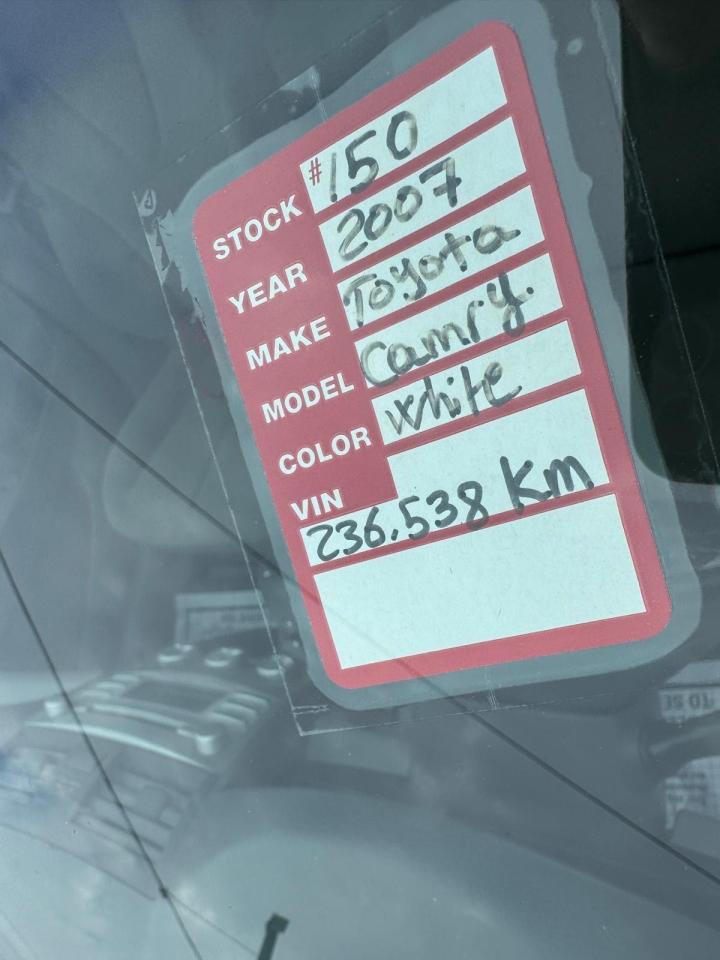 STOCK #150
YEAR 2007
MAKE Toyota
MODEL Camry.
COLOR white
VIN
236.538 Km